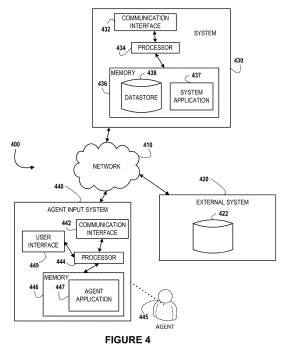 COMMUNICATION
INTERFACE
SYSTEM
432
434
PROCESSOR
430
MEMORY
438
437
436
DATASTORE
SYSTEM
APPLICATION
400
410
NETWORK
440
420
AGENT INPUT SYSTEM
EXTERNAL SYSTEM
442
COMMUNICATION
INTERFACE
422
USER
INTERFACE
444
PROCESSOR
449
MEMORY
446
447
AGENT
APPLICATION
445
AGENT
FIGURE 4